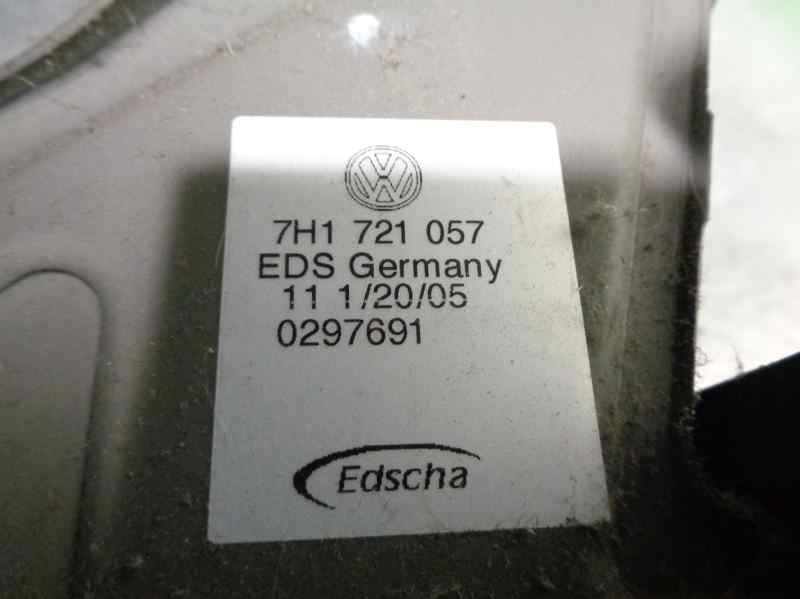 7H1 721 057
EDS Germany
11 1/20/05
0297691
Edscha